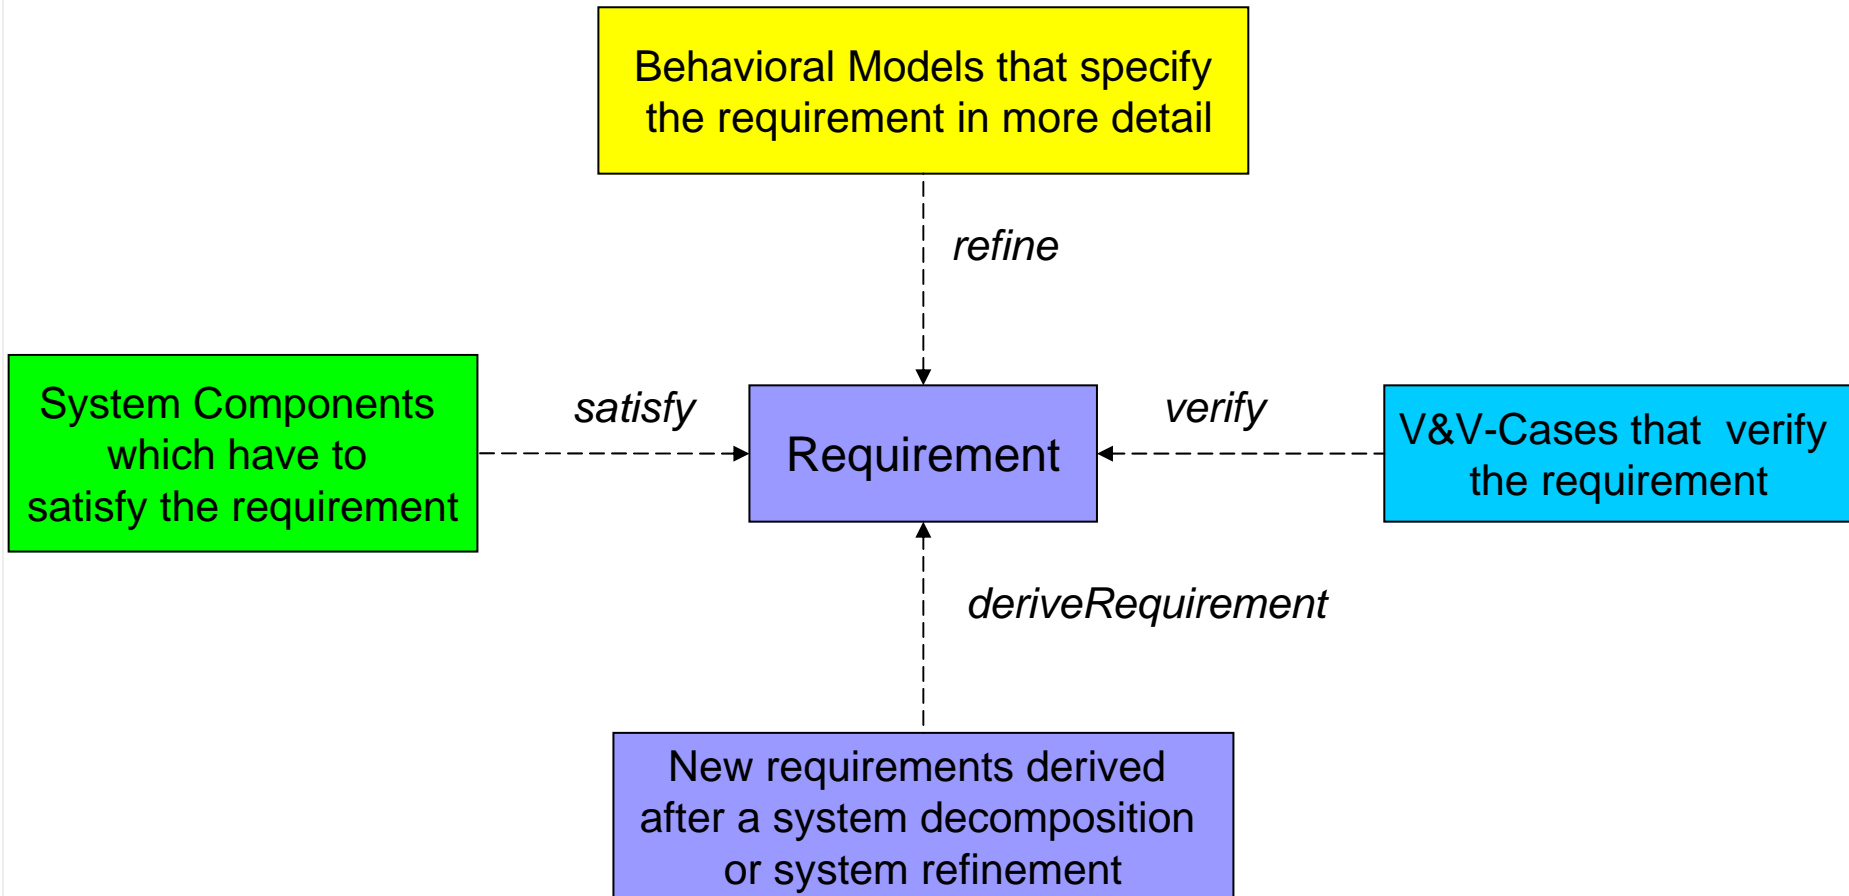 Behavioral Models that specify
the requirement in more detail
refine
System Components
which have to
satisfy the requirement
satisfy
Requirement
verify
V&V-Cases that verify
the requirement
deriveRequirement
New requirements derived
after a system decomposition
or system refinement